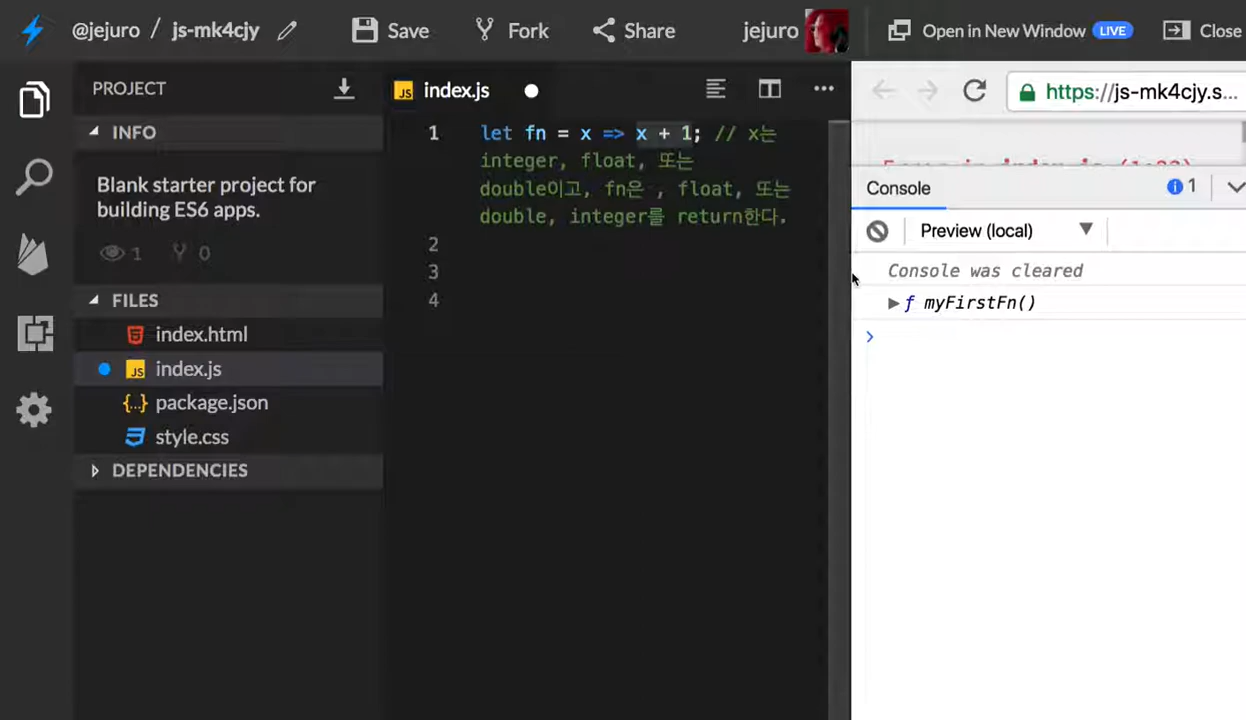 @jejuro / js-mk4cjy
Save
Fork
Share
jejuro
Open in New Window LIVE
Close
PROJECT
INFO
Blank starter project for
building ES6 apps.
1
0
FILES
index.html
index.js
package.json
style.css
DEPENDENCIES
JS index.js
1 let fn = x => x + 1; // x는
integer, float, 또는
double이고, fn은 , float, 또는
double, integer를 return한다.
2
3
4
https://js-mk4cjy.s...
Console
1
Preview (local)
Console was cleared
f myFirstFn()